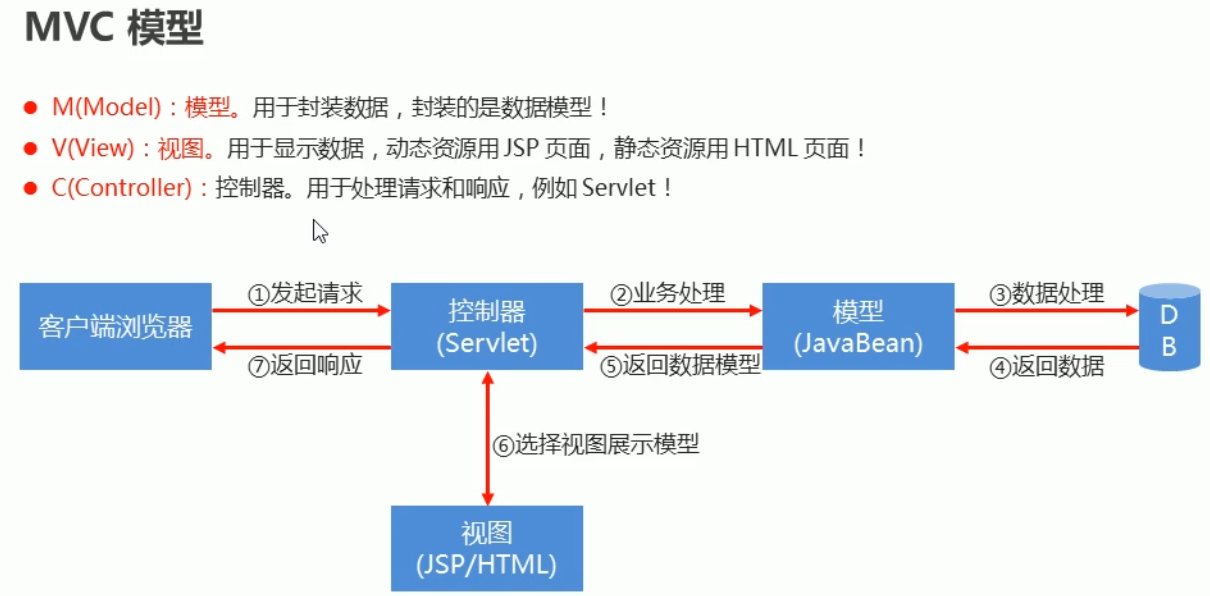 MVC 模型
M(Model)：模型。用于封装数据，封装的是数据模型！
V(View)：视图。用于显示数据，动态资源用 JSP 页面，静态资源用 HTML 页面！
C(Controller)：控制器。用于处理请求和响应，例如 Servlet！
①发起请求
②业务处理
③数据处理
客户端浏览器
控制器
(Servlet)
模型
(JavaBean)
D
B
⑦返回响应
⑤返回数据模型
④返回数据
⑥选择视图展示模型
视图
(JSP/HTML)